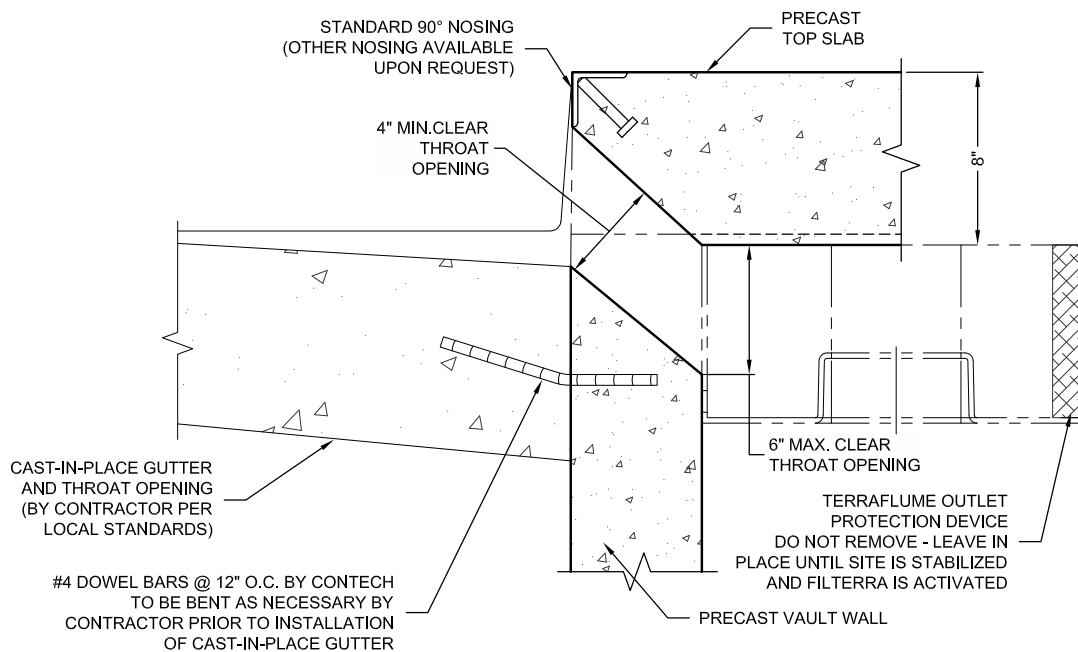 STANDARD 90° NOSING
(OTHER NOSING AVAILABLE
UPON REQUEST)
PRECAST
TOP SLAB
4" MIN.CLEAR
THROAT
OPENING
8"
6" MAX. CLEAR
THROAT OPENING
CAST-IN-PLACE GUTTER
AND THROAT OPENING
(BY CONTRACTOR PER
LOCAL STANDARDS)
TERRAFLUME OUTLET
PROTECTION DEVICE
DO NOT REMOVE - LEAVE IN
PLACE UNTIL SITE IS STABILIZED
AND FILTERRA IS ACTIVATED
#4 DOWEL BARS @ 12" O.C. BY CONTECH
TO BE BENT AS NECESSARY BY
CONTRACTOR PRIOR TO INSTALLATION
OF CAST-IN-PLACE GUTTER
PRECAST VAULT WALL